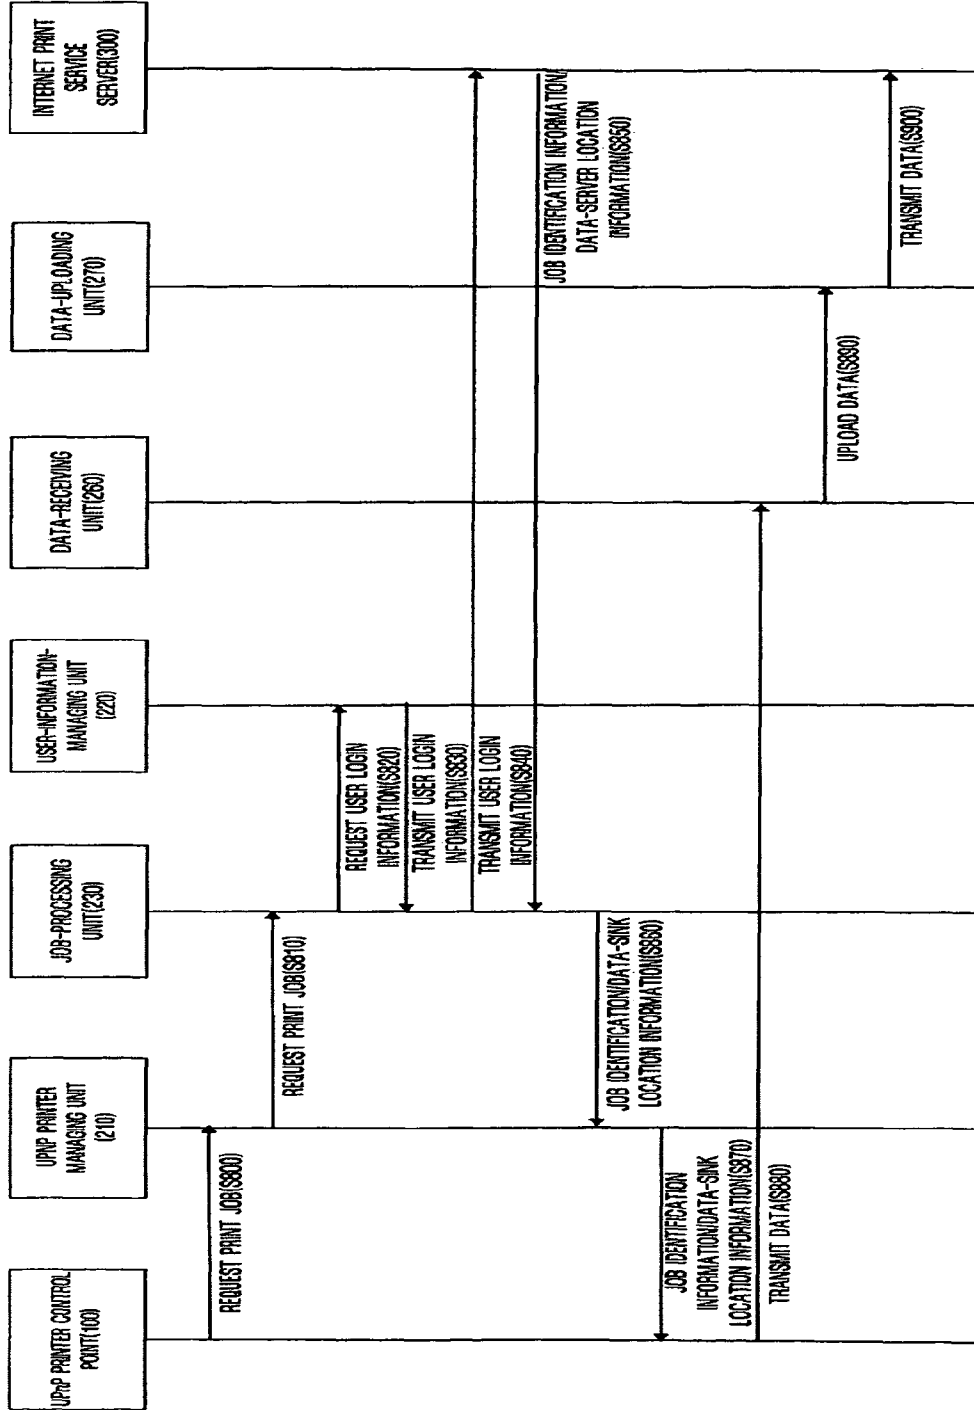 UPnP PRINTER CONTROL
POINT(100)
UPNP PRINTER
MANAGING UNIT
(210)
JOB-PROCESSING
UNIT(230)
USER-INFORMATION-
MANAGING UNIT
(220)
DATA-RECEIVING
UNIT(260)
DATA-UPLOADING
UNIT(270)
INTERNET PRINT
SERVICE
SERVER(300)
REQUEST PRINT JOB(S800)
REQUEST PRINT JOB(S810)
REQUEST USER LOGIN
INFORMATION(S820)
TRANSMIT USER LOGIN
INFORMATION(S830)
TRANSMIT USER LOGIN
INFORMATION(S840)
JOB IDENTIFICATION INFORMATION/
DATA-SERVER LOCATION
INFORMATION(S850)
JOB IDENTIFICATION/DATA-SINK
LOCATION INFORMATION(S860)
JOB IDENTIFICATION
INFORMATION/DATA-SINK
LOCATION INFORMATION(S870)
TRANSMIT DATA(S880)
UPLOAD DATA(S890)
TRANSMIT DATA(S900)